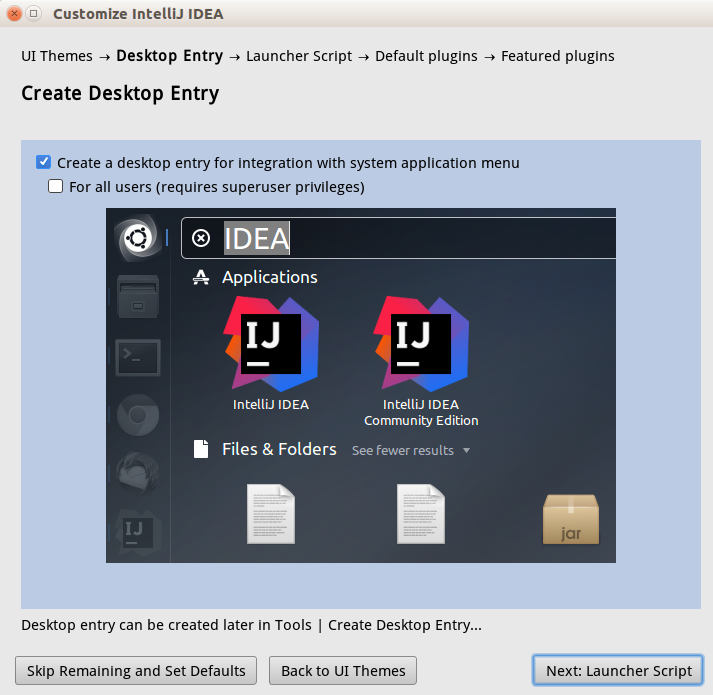 Customize IntelliJ IDEA
UI Themes → Desktop Entry → Launcher Script → Default plugins → Featured plugins
Create Desktop Entry
Create a desktop entry for integration with system application menu
For all users (requires superuser privileges)
IDEA
Applications
IJ
IJ
IntelliJ IDEA
IntelliJ IDEA
Community Edition
Files & Folders See fewer results
IJ
jar
Desktop entry can be created later in Tools | Create Desktop Entry...
Skip Remaining and Set Defaults
Back to UI Themes
Next: Launcher Script